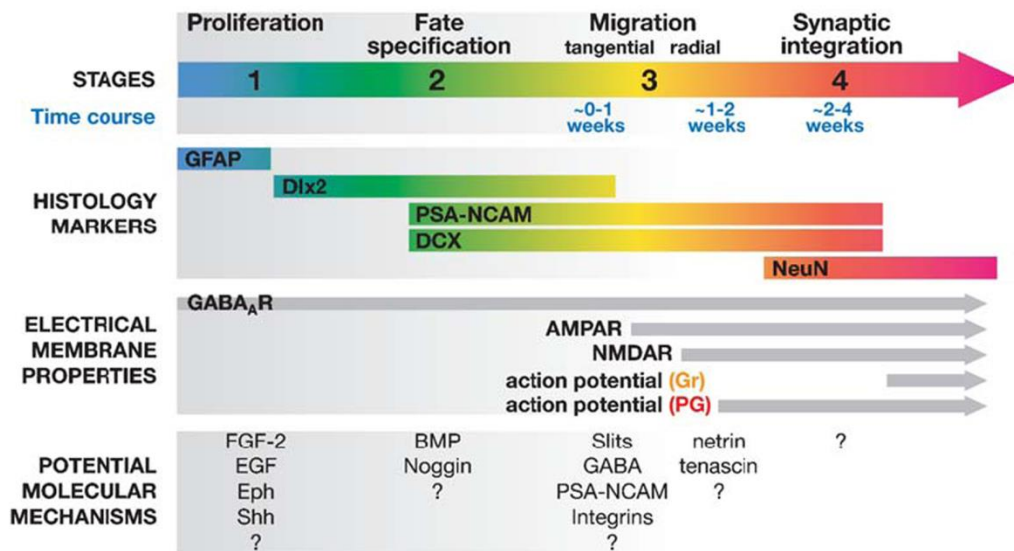 Proliferation Fate specification Migration Synaptic integration
tangential radial
STAGES 1 2 3 4
Time course ~0-1 weeks ~1-2 weeks ~2-4 weeks
HISTOLOGY MARKERS
GFAP
Dlx2
PSA-NCAM
DCX
NeuN
ELECTRICAL MEMBRANE PROPERTIES
GABAAR
AMPAR
NMDAR
action potential (Gr)
action potential (PG)
POTENTIAL MOLECULAR MECHANISMS
FGF-2 BMP Slits netrin ?
EGF Noggin GABA tenascin
Eph ? PSA-NCAM ?
Shh Integrins
? ?